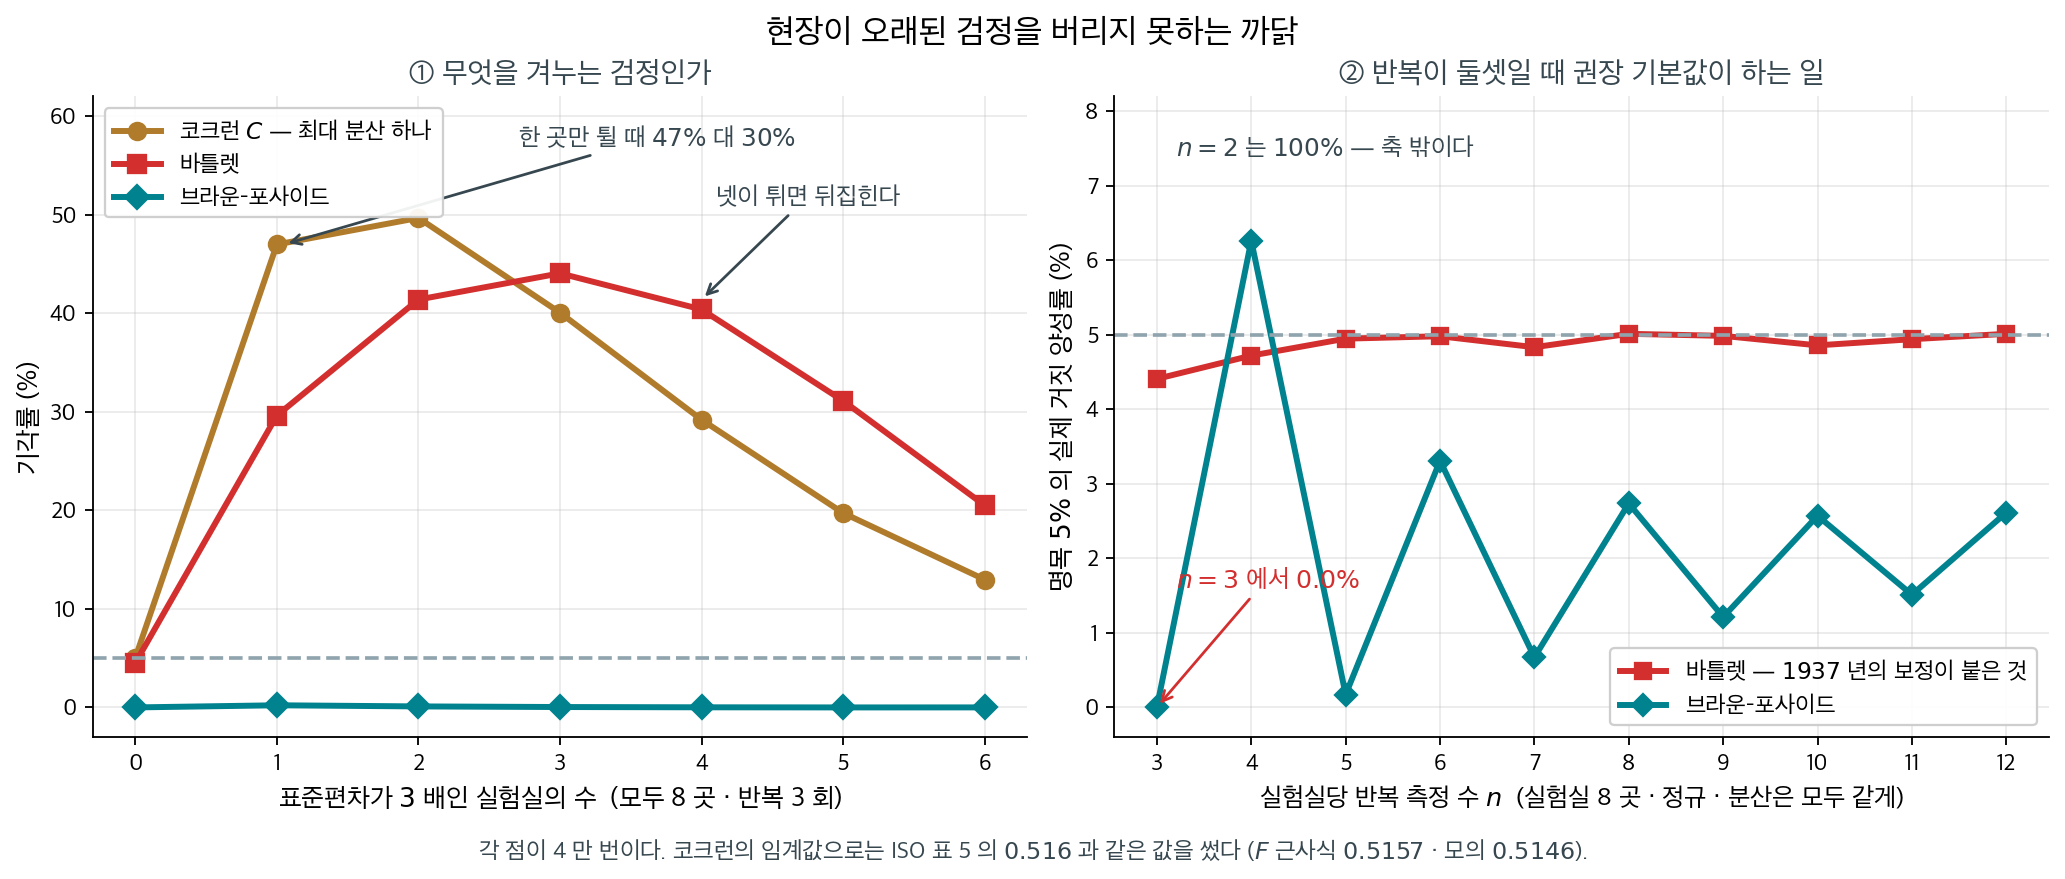 현장이 오래된 검정을 버리지 못하는 까닭
① 무엇을 겨누는 검정인가
기각률 (%)
60
50
40
30
20
10
0
코크런 C — 최대 분산 하나
바틀렛
브라운-포사이드
한 곳만 튈 때 47% 대 30%
넷이 튀면 뒤집힌다
0 1 2 3 4 5 6
표준편차가 3 배인 실험실의 수 (모두 8 곳 · 반복 3 회)
② 반복이 둘셋일 때 권장 기본값이 하는 일
명목 5% 의 실제 거짓 양성률 (%)
8
7
6
5
4
3
2
1
0
n = 2 는 100% — 축 밖이다
n = 3 에서 0.0%
바틀렛 — 1937 년의 보정이 붙은 것
브라운-포사이드
3 4 5 6 7 8 9 10 11 12
실험실당 반복 측정 수 n (실험실 8 곳 · 정규 · 분산은 모두 같게)
각 점이 4 만 번이다. 코크런의 임계값으로는 ISO 표 5 의 0.516 과 같은 값을 썼다 (F 근사식 0.5157 · 모의 0.5146).